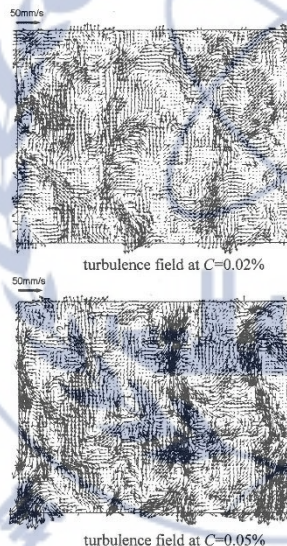 50mm/s
turbulence field at C=0.02%
50mm/s
turbulence field at C=0.05%